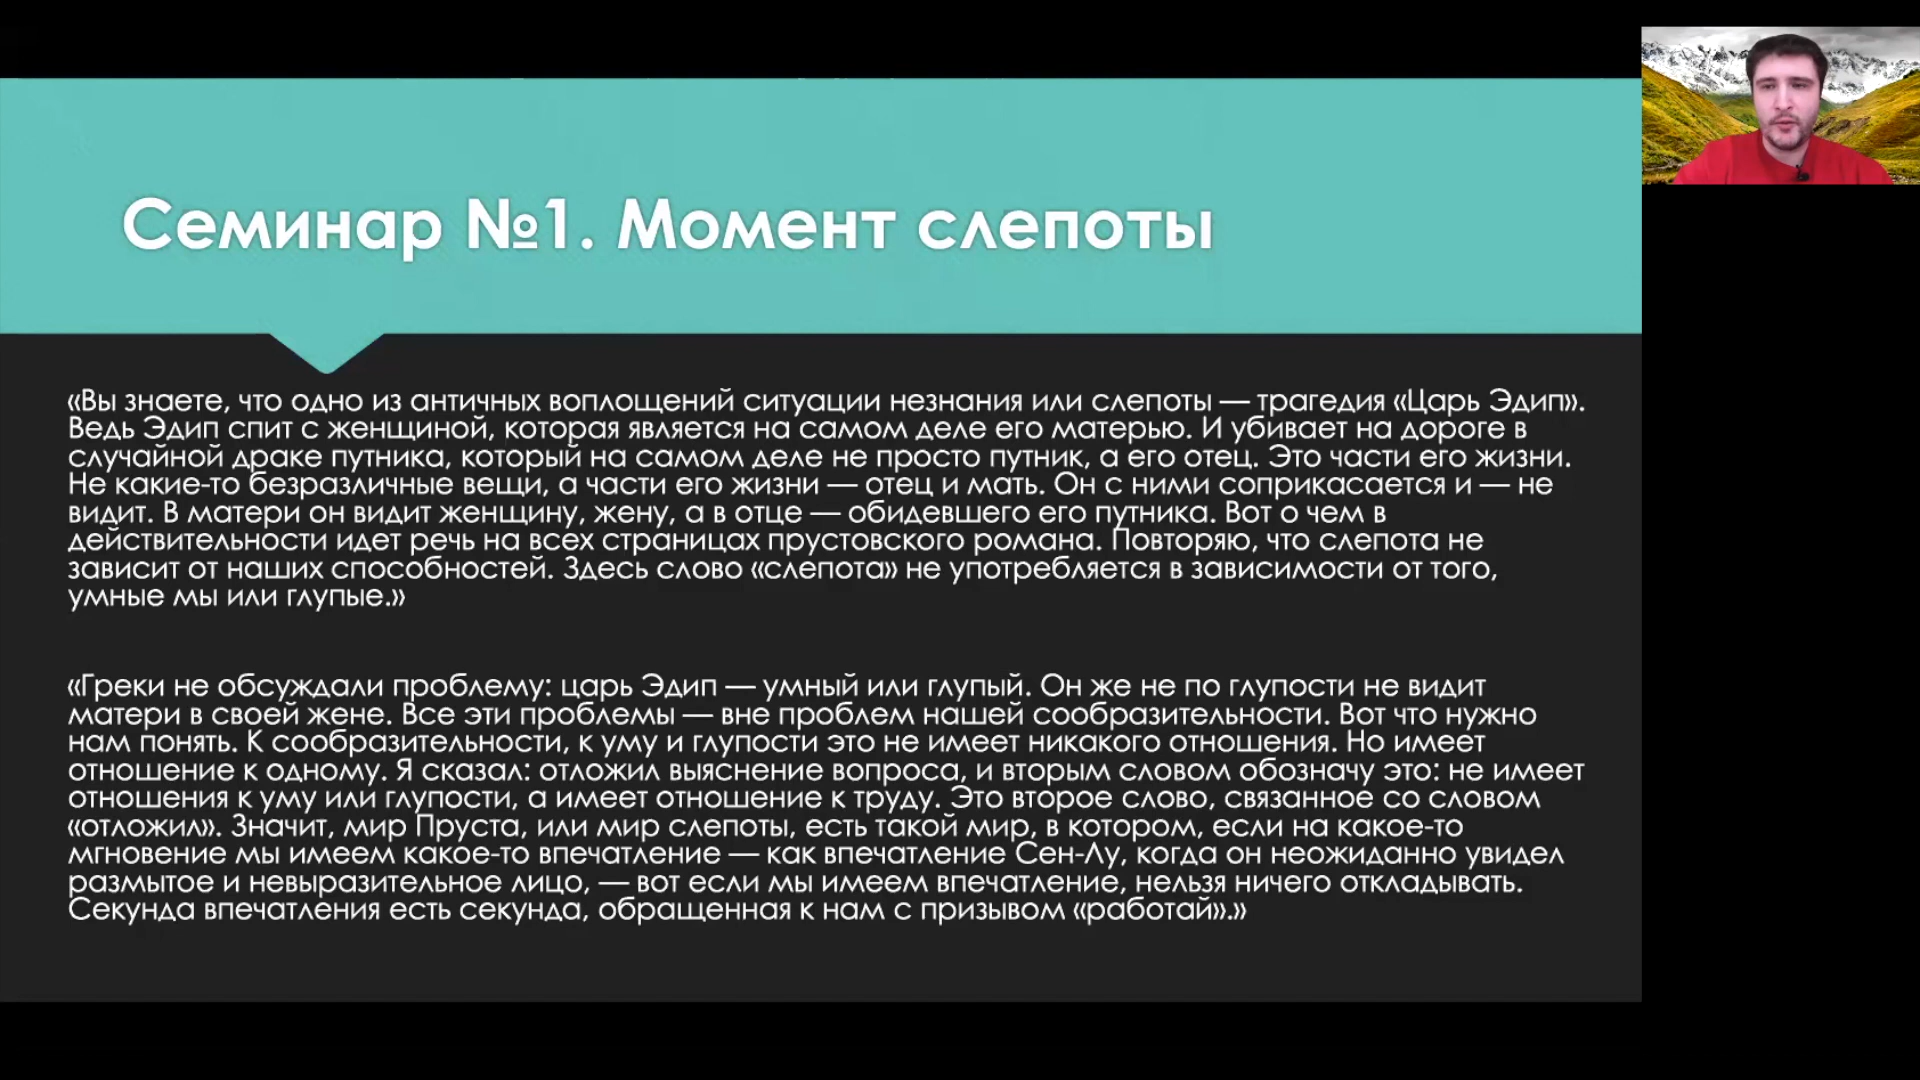 Семинар №1. Момент слепоты
«Вы знаете, что одно из античных воплощений ситуации незнания или слепоты — трагедия «Царь Эдип».
Ведь Эдип спит с женщиной, которая является на самом деле его матерью. И убивает на дороге в
случайной драке путника, который на самом деле не просто путник, а его отец. Это части его жизни.
Не какие-то безразличные вещи, а части его жизни — отец и мать. Он с ними соприкасается и — не
видит. В матери он видит женщину, жену, а в отце — обидевшего его путника. Вот о чем в
действительности идет речь на всех страницах прустовского романа. Повторяю, что слепота не
зависит от наших способностей. Здесь слово «слепота» не употребляется в зависимости от того,
умные мы или глупые.»
«Греки не обсуждали проблему: царь Эдип — умный или глупый. Он же не по глупости не видит
матери в своей жене. Все эти проблемы — вне проблем нашей сообразительности. Вот что нужно
нам понять. К сообразительности, к уму и глупости это не имеет никакого отношения. Но имеет
отношение к одному. Я сказал: отложил выяснение вопроса, и вторым словом обозначу это: не имеет
отношения к уму или глупости, а имеет отношение к труду. Это второе слово, связанное со словом
«отложил». Значит, мир Пруста, или мир слепоты, есть такой мир, в котором, если на какое-то
мгновение мы имеем какое-то впечатление — как впечатление Сен-Лу, когда он неожиданно увидел
размытое и невыразительное лицо, — вот если мы имеем впечатление, нельзя ничего откладывать.
Секунда впечатления есть секунда, обращенная к нам с призывом «работай».»